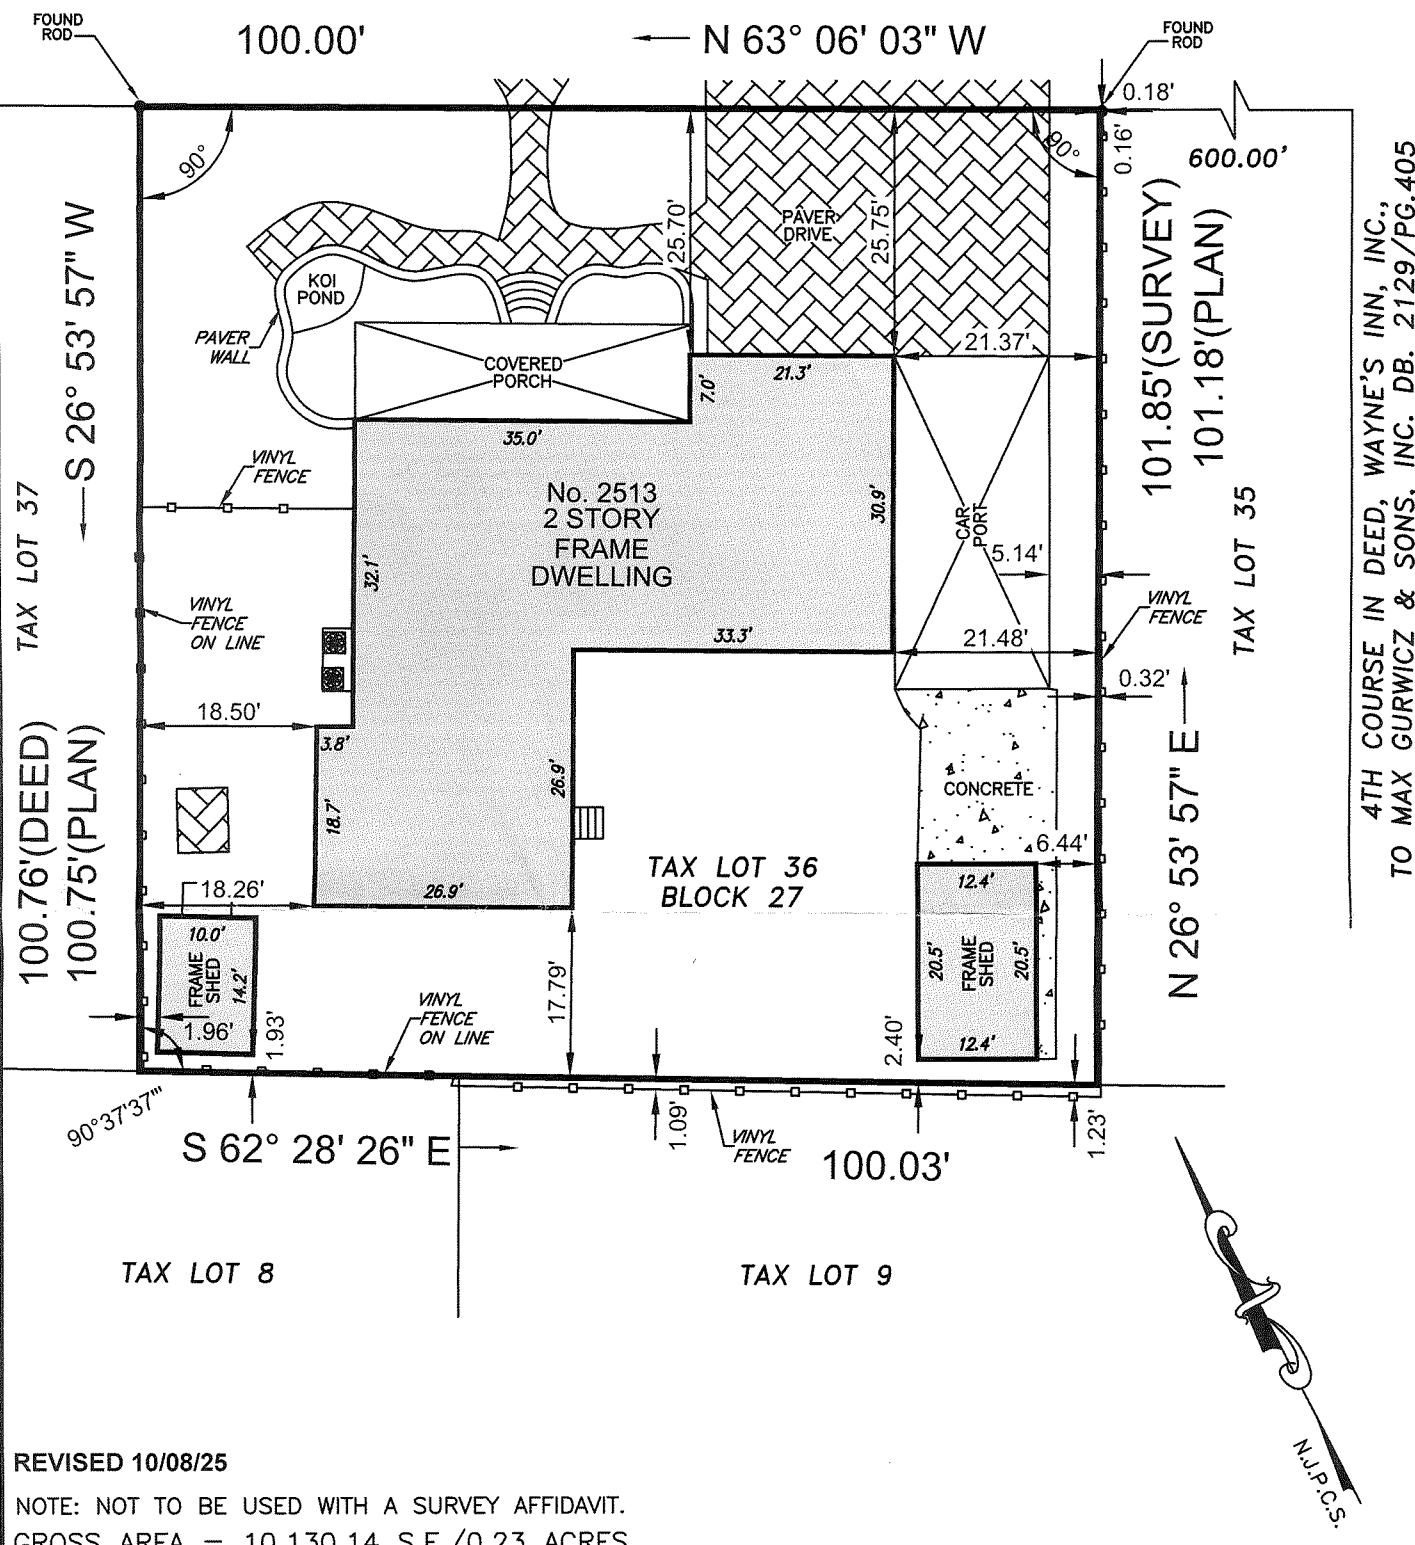 FOUND
ROD
100.00'
N 63° 06' 03" W
FOUND
ROD
0.18'
0.16'
600.00'
90°
90°
25.70'
25.75'
PAVER
DRIVE
KOI
POND
PAVER
WALL
COVERED
PORCH
21.37'
21.3'
7.0'
35.0'
S 26° 53' 57" W
TAX LOT 37
100.76'(DEED)
100.75'(PLAN)
101.85'(SURVEY)
101.18'(PLAN)
TAX LOT 35
N 26° 53' 57" E
4TH COURSE IN DEED, WAYNE'S INN, INC.,
TO MAX GURWICZ & SONS, INC. DB. 2129/PG.405
VINYL
FENCE
No. 2513
2 STORY
FRAME
DWELLING
30.9'
CAR-
PORT
5.14'
32.1'
VINYL
FENCE
ON LINE
VINYL
FENCE
33.3'
21.48'
0.32'
18.50'
3.8'
26.9'
18.7'
CONCRETE
6.44'
TAX LOT 36
BLOCK 27
12.4'
18.26'
26.9'
10.0'
FRAME
SHED
14.2'
20.5'
FRAME
SHED
20.5'
17.79'
VINYL
FENCE
ON LINE
1.96'
1.93'
2.40'
12.4'
90°37'37"'
S 62° 28' 26" E
1.09'
VINYL
FENCE
100.03'
1.23'
TAX LOT 8
TAX LOT 9
N.J.P.C.S.
REVISED 10/08/25
NOTE: NOT TO BE USED WITH A SURVEY AFFIDAVIT.
GROSS AREA = 10,130.14 S.F./0.23 ACRES